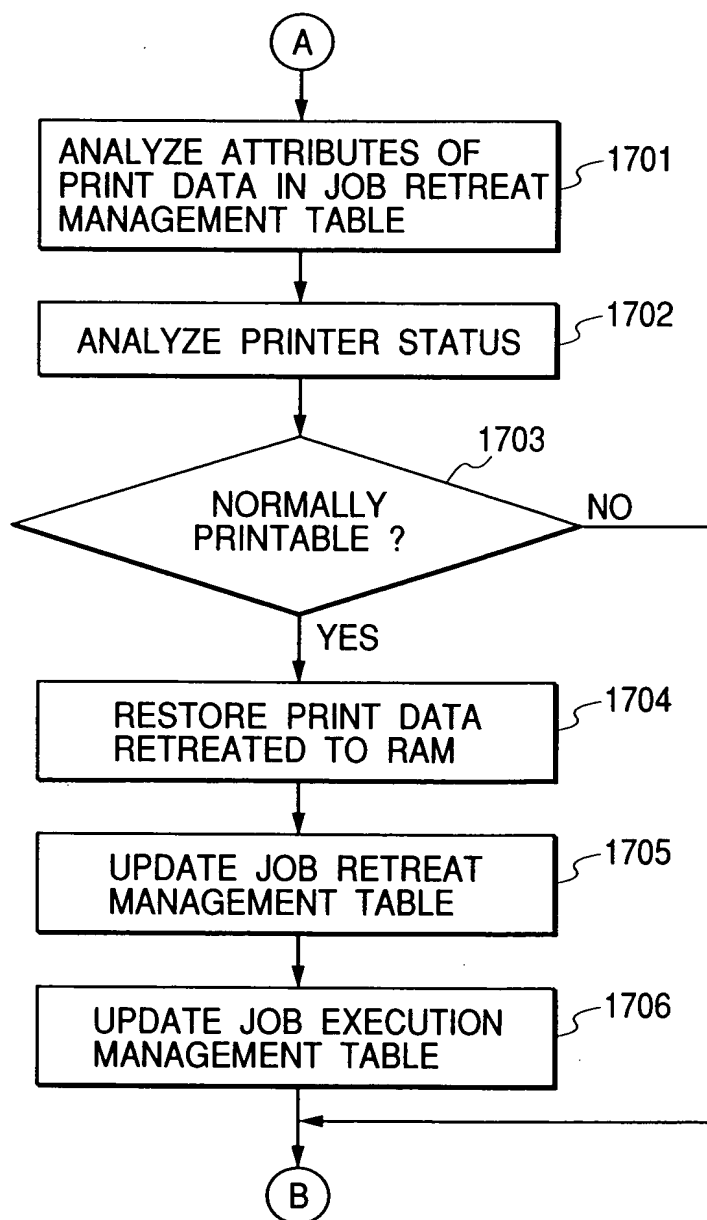 A
ANALYZE ATTRIBUTES OF
PRINT DATA IN JOB RETREAT
MANAGEMENT TABLE
1701
ANALYZE PRINTER STATUS
1702
1703
NORMALLY
PRINTABLE ?
NO
YES
RESTORE PRINT DATA
RETREATED TO RAM
1704
UPDATE JOB RETREAT
MANAGEMENT TABLE
1705
UPDATE JOB EXECUTION
MANAGEMENT TABLE
1706
B